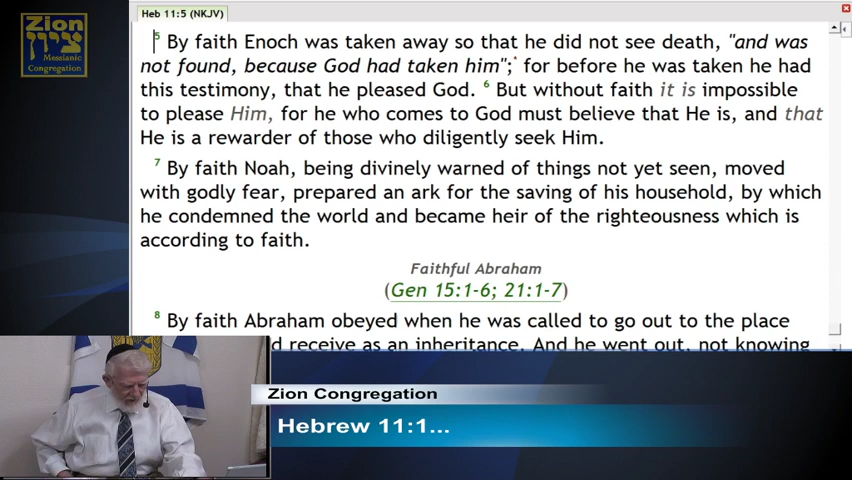 Heb 11:5 (NKJV)
Zion
ציון
Messianic
Congregation
5 By faith Enoch was taken away so that he did not see death, "and was
not found, because God had taken him";* for before he was taken he had
this testimony, that he pleased God. 6 But without faith it is impossible
to please Him, for he who comes to God must believe that He is, and that
He is a rewarder of those who diligently seek Him.
7 By faith Noah, being divinely warned of things not yet seen, moved
with godly fear, prepared an ark for the saving of his household, by which
he condemned the world and became heir of the righteousness which is
according to faith.
Faithful Abraham
(Gen 15:1-6; 21:1-7)
8 By faith Abraham obeyed when he was called to go out to the place
d receive as an inheritance. And he went out, not knowing
Zion Congregation
Hebrew 11:1...